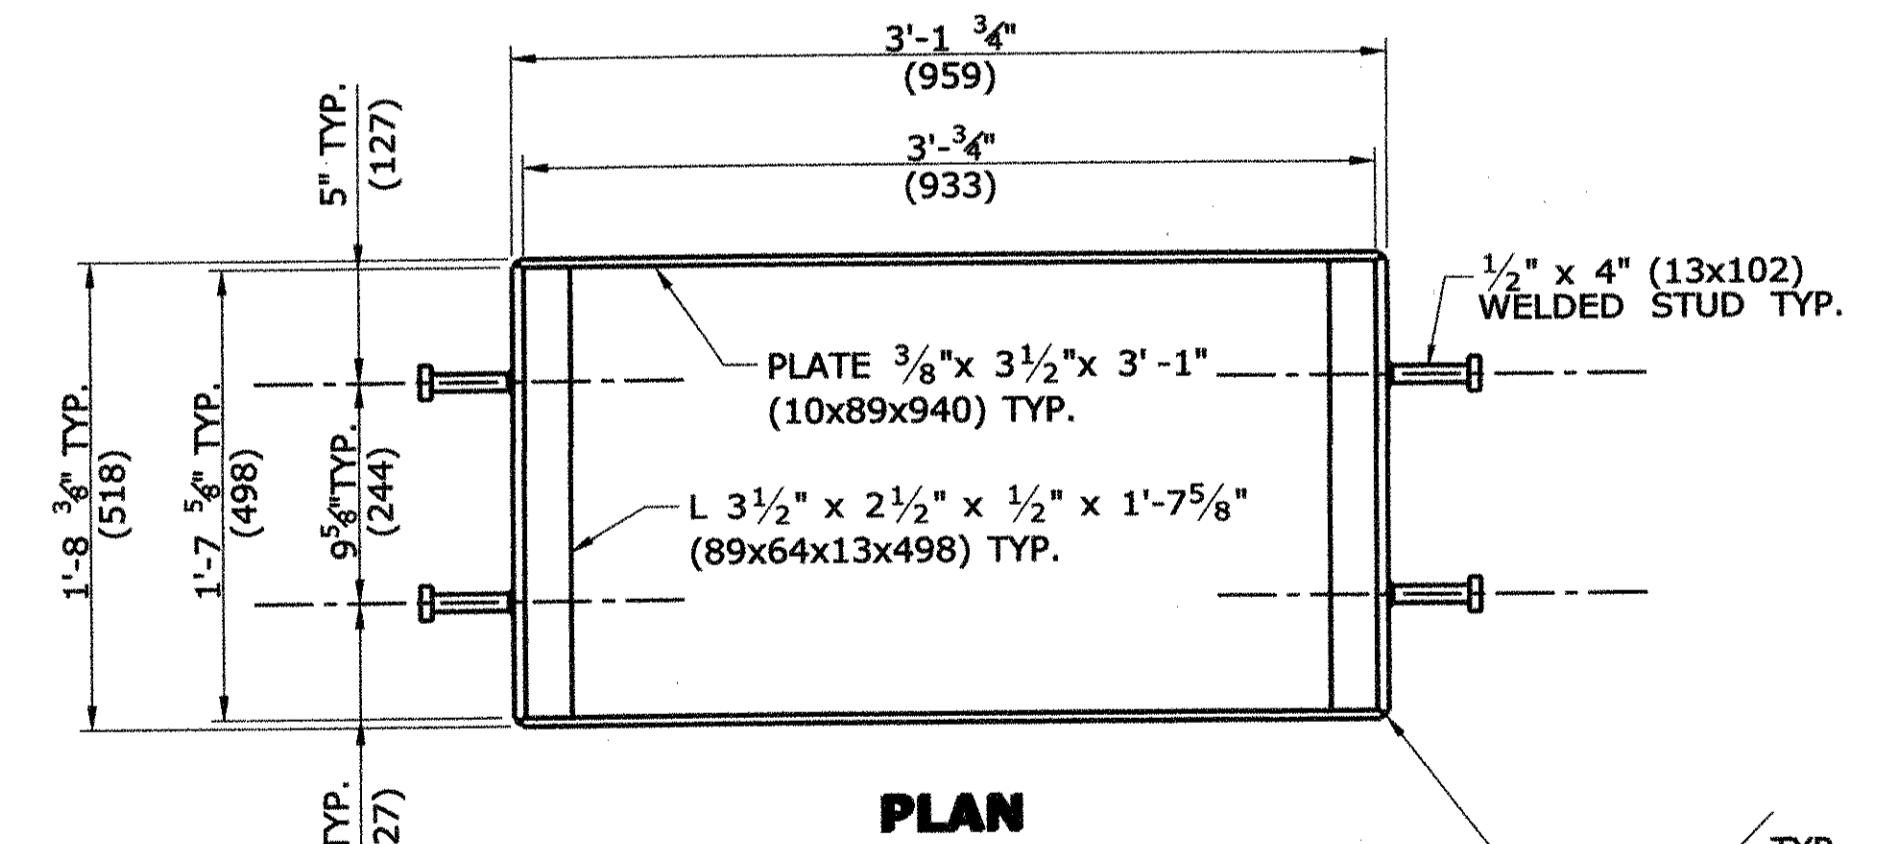 3'-1 3/4"
(959)
3'-3/4"
(933)
5" TYP.
(127)
1/2" x 4" (13x102)
WELDED STUD TYP.
PLATE 3/8"x 3 1/2"x 3'-1"
(10x89x940) TYP.
1'-8 3/8" TYP.
(518)
1'-7 5/8" TYP.
(498)
9 5/8"TYP.
(244)
L 3 1/2" x 2 1/2" x 1/2" x 1'-7 5/8"
(89x64x13x498) TYP.
PLAN
TYP.
27)
TYP